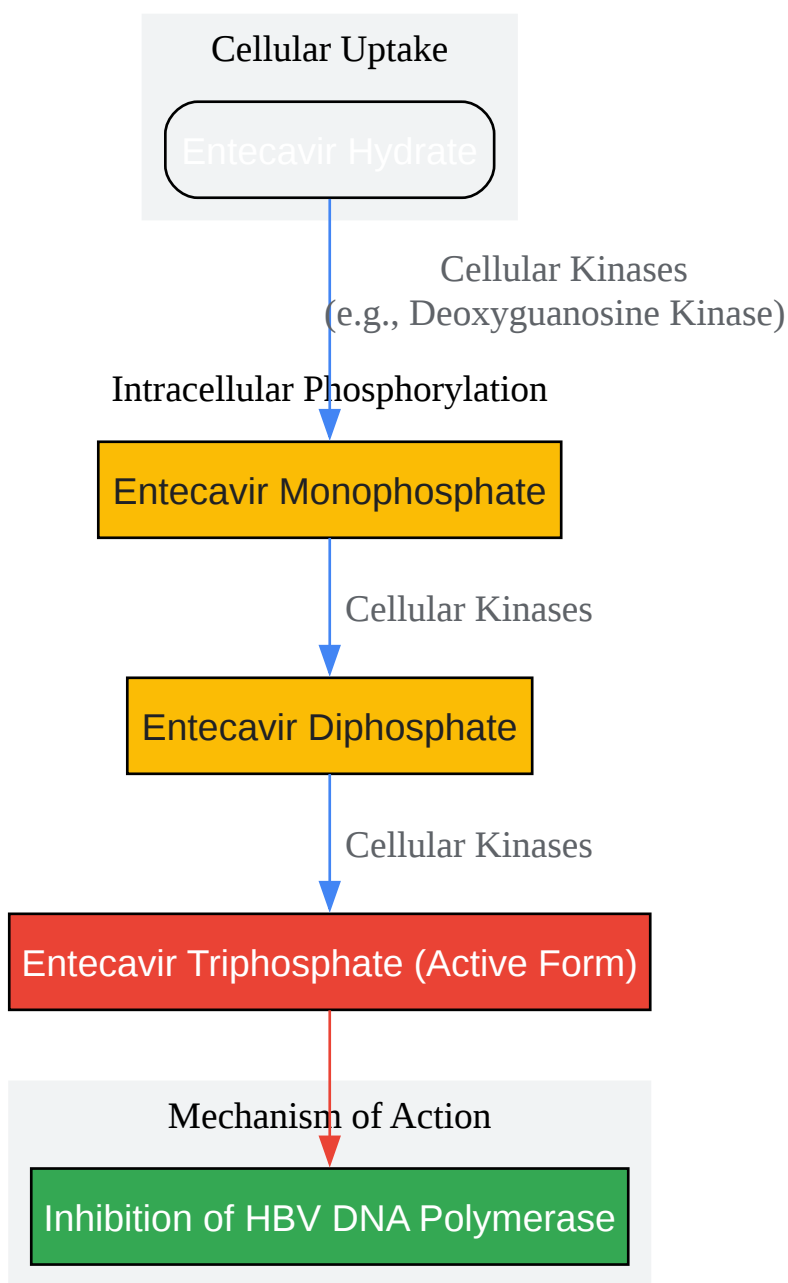 Cellular Uptake
Entecavir Hydrate
Cellular Kinases
(e.g., Deoxyguanosine Kinase)
Intracellular Phosphorylation
Entecavir Monophosphate
Cellular Kinases
Entecavir Diphosphate
Cellular Kinases
Entecavir Triphosphate (Active Form)
Mechanism of Action
Inhibition of HBV DNA Polymerase